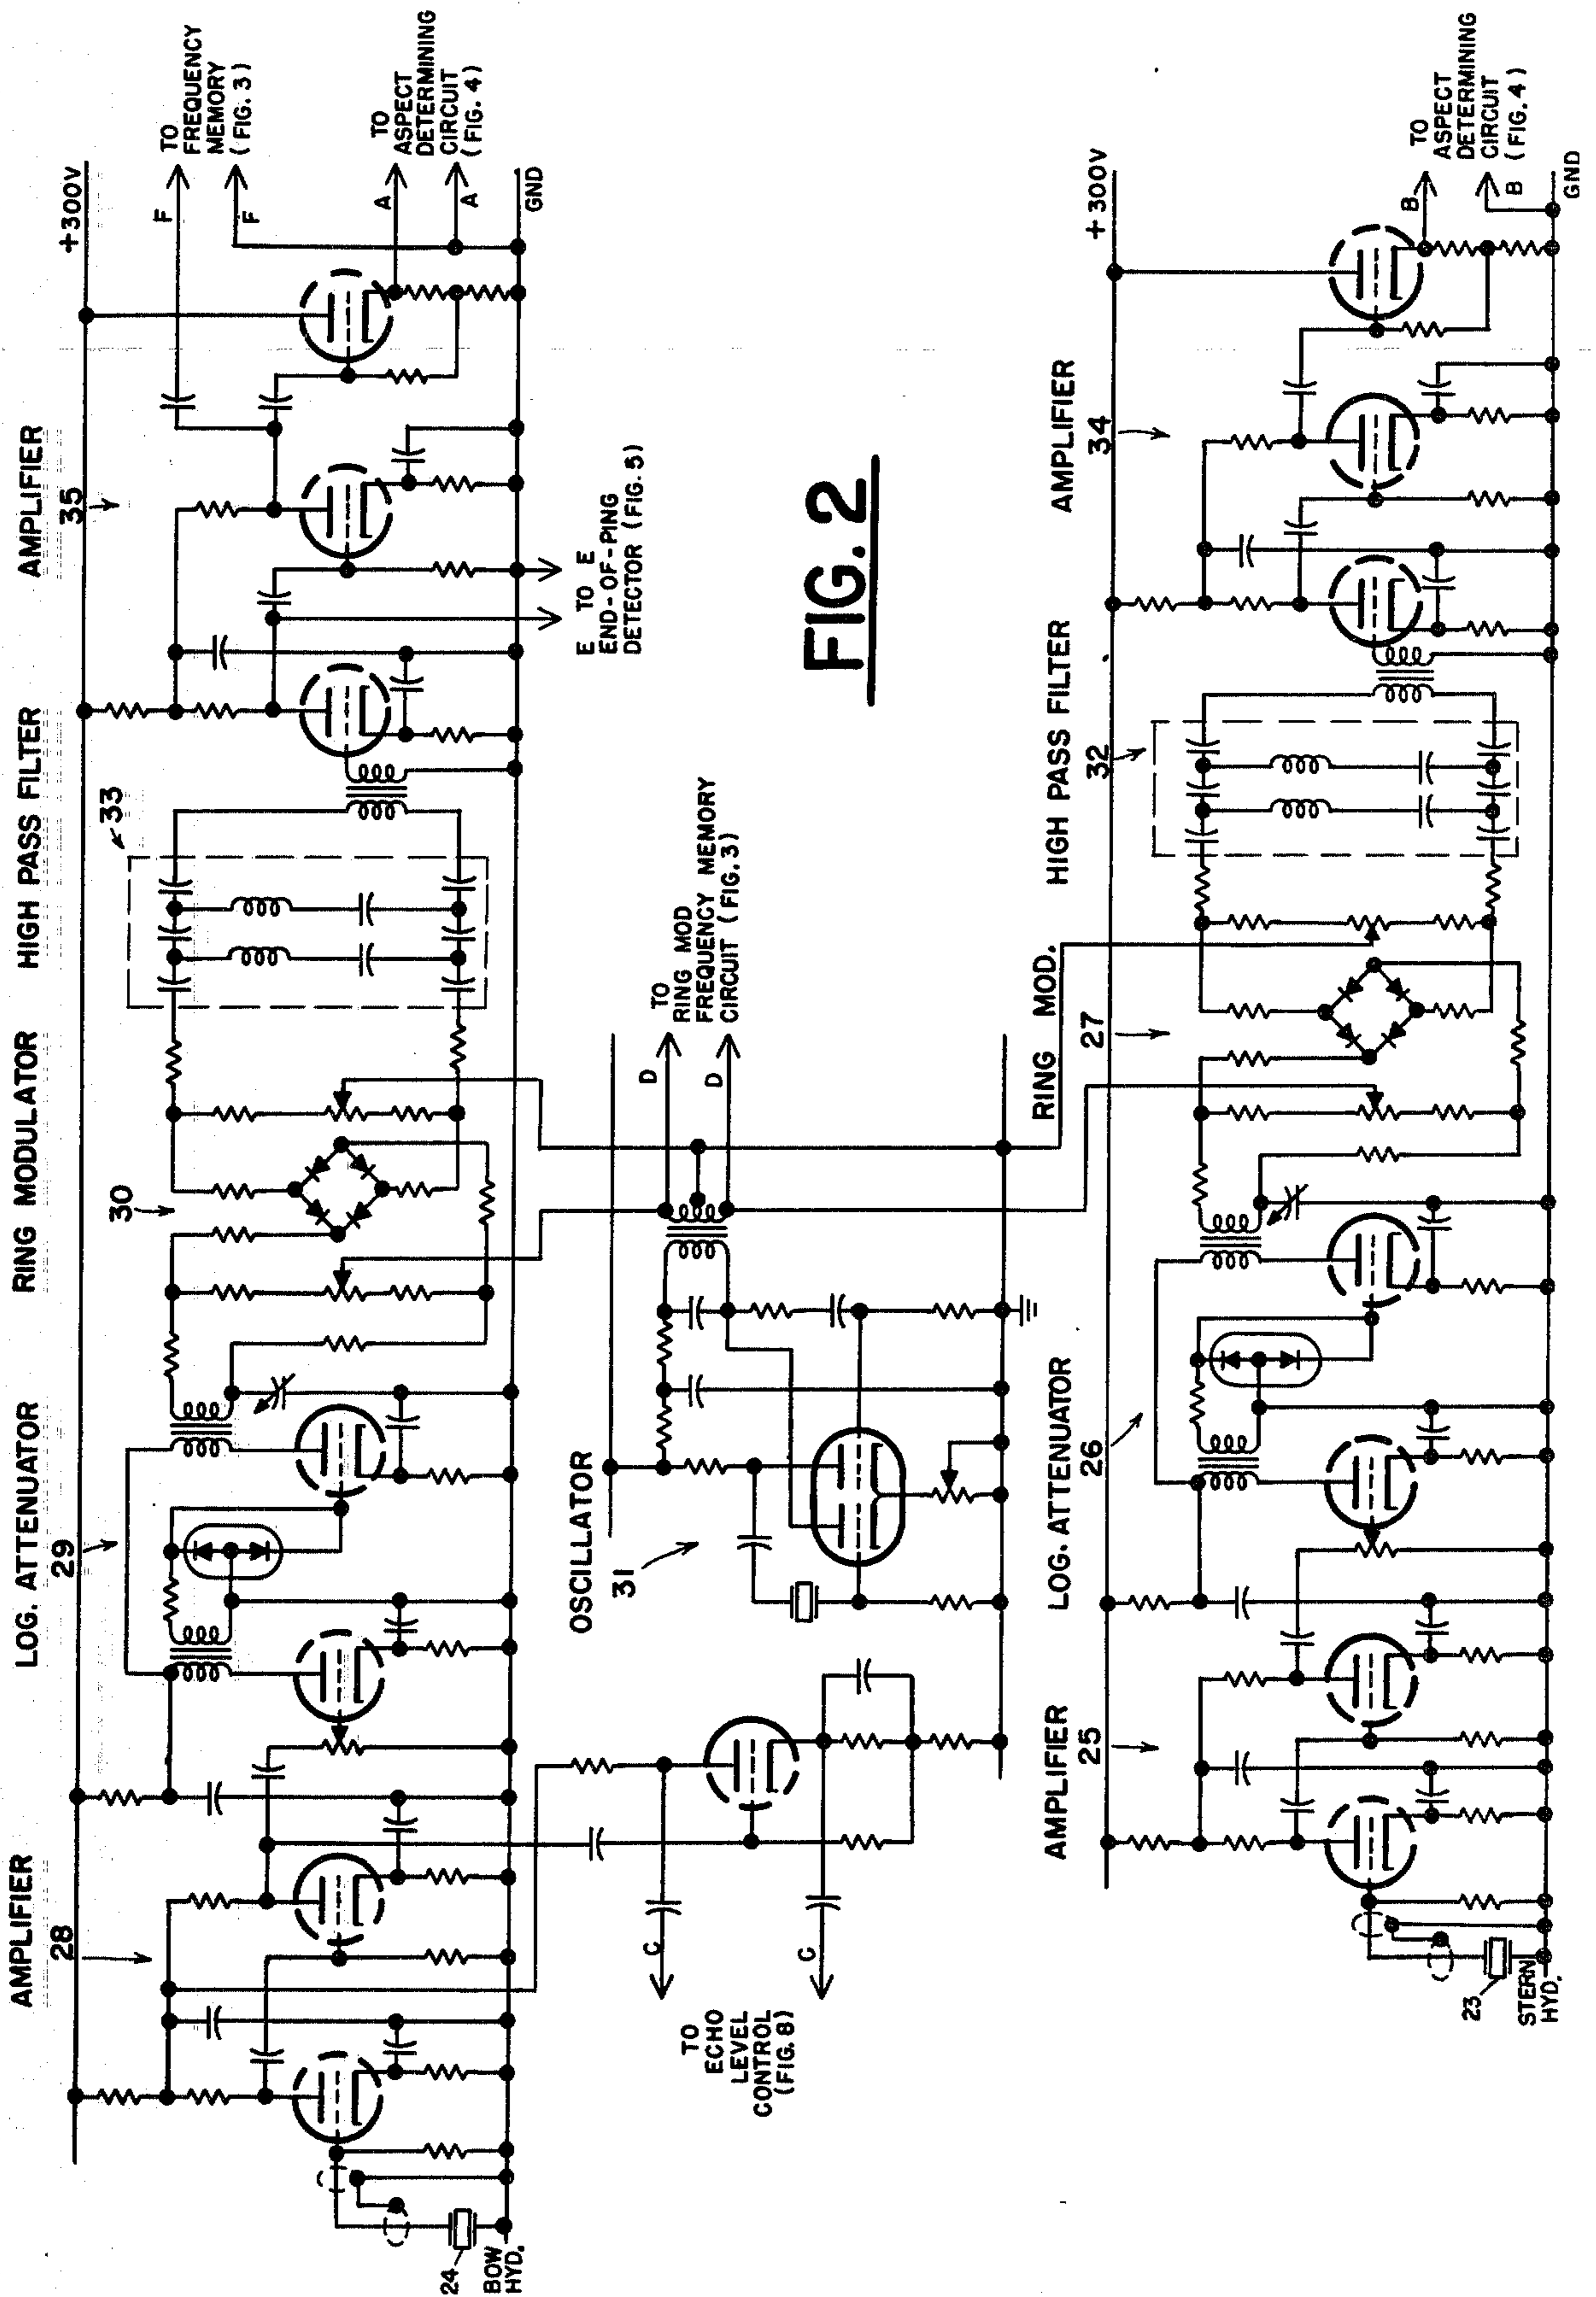 AMPLIFIER
28
LOG. ATTENUATOR
29
RING MODULATOR
30
HIGH PASS FILTER
33
AMPLIFIER
35
+300V
F
TO
FREQUENCY
MEMORY
(FIG. 3)
F
A
TO
ASPECT
DETERMINING
CIRCUIT
(FIG. 4)
A
GND
24
BOW
HYD.
E TO E
END-OF-PING
DETECTOR (FIG. 5)
OSCILLATOR
31
D
TO
RING MOD
FREQUENCY MEMORY
CIRCUIT (FIG. 3)
D
C
TO
ECHO
LEVEL
CONTROL
(FIG. 8)
C
FIG. 2
AMPLIFIER
25
LOG. ATTENUATOR
26
RING MOD.
27
HIGH PASS FILTER
32
AMPLIFIER
34
+300V
B
TO
ASPECT
DETERMINING
CIRCUIT
(FIG. 4)
B
GND
23
STERN
HYD.